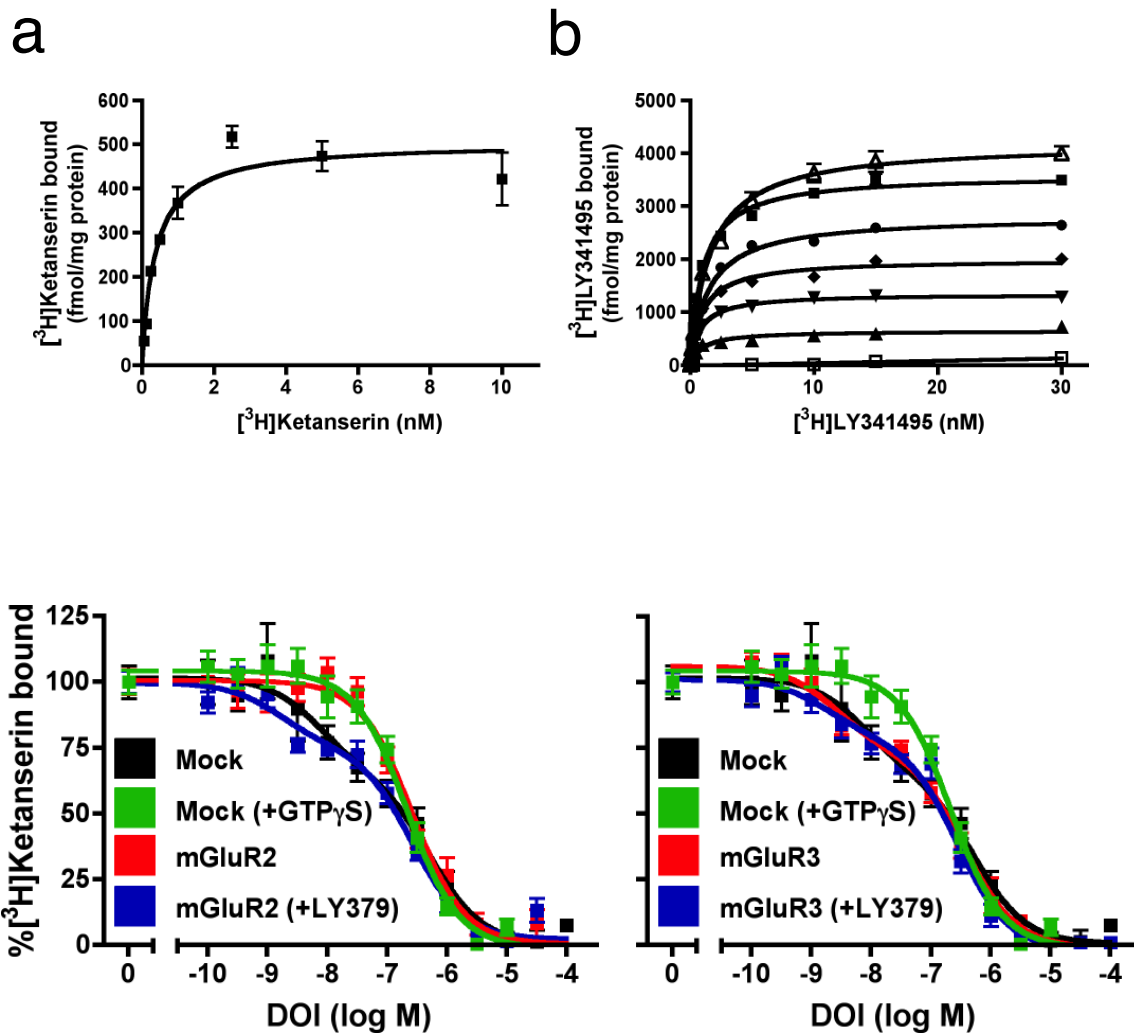 a
b
600
500
400
300
200
100
0
[³H]Ketanserin bound
(fmol/mg protein)
0 2 4 6 8 10
[³H]Ketanserin (nM)
5000
4000
3000
2000
1000
0
[³H]LY341495 bound
(fmol/mg protein)
0 10 20 30
[³H]LY341495 (nM)
%[³H]Ketanserin bound
125
100
75
50
25
0
Mock
Mock (+GTPγS)
mGluR2
mGluR2 (+LY379)
0 -10 -9 -8 -7 -6 -5 -4
DOI (log M)
Mock
Mock (+GTPγS)
mGluR3
mGluR3 (+LY379)
0 -10 -9 -8 -7 -6 -5 -4
DOI (log M)